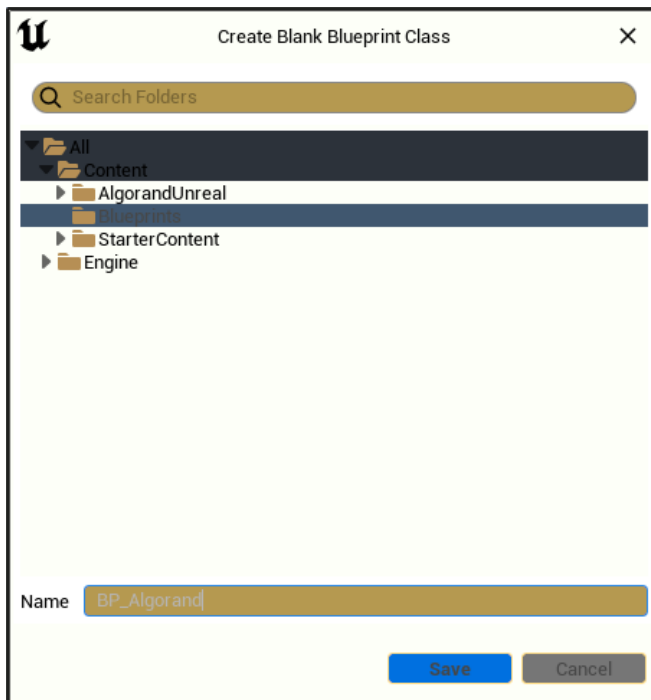 Create Blank Blueprint Class
Search Folders
All
Content
AlgorandUnreal
Blueprints
StarterContent
Engine
Name BP_Algorand
Save Cancel